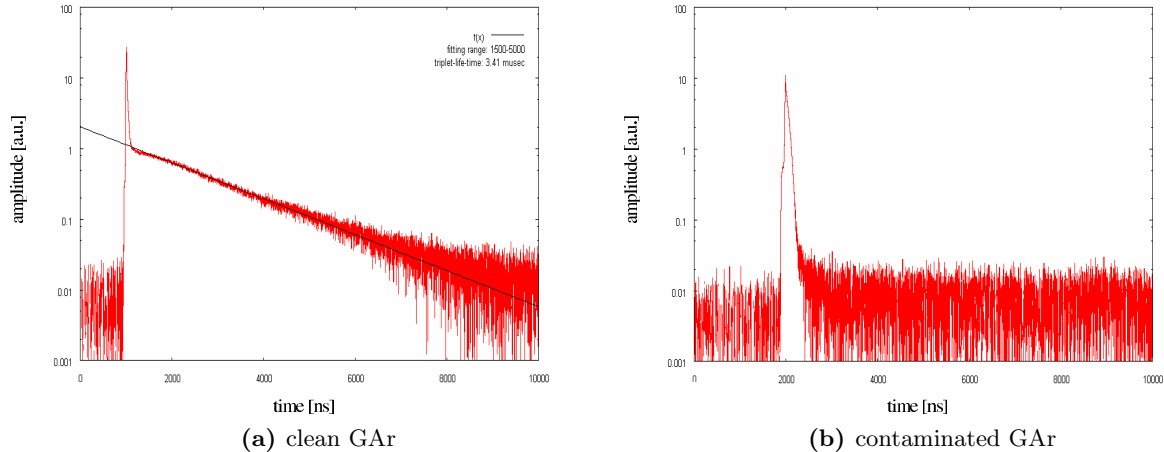 100
10
1
0.1
0.01
0.001
amplitude [a.u.]
f(x)
fitting range: 1500-5000
triplet-life-time: 3.41 musec
0 2000 4000 6000 8000 10000
time [ns]
(a) clean GAr
100
10
1
0.1
0.01
0.001
amplitude [a.u.]
0 2000 4000 6000 8000 10000
time [ns]
(b) contaminated GAr